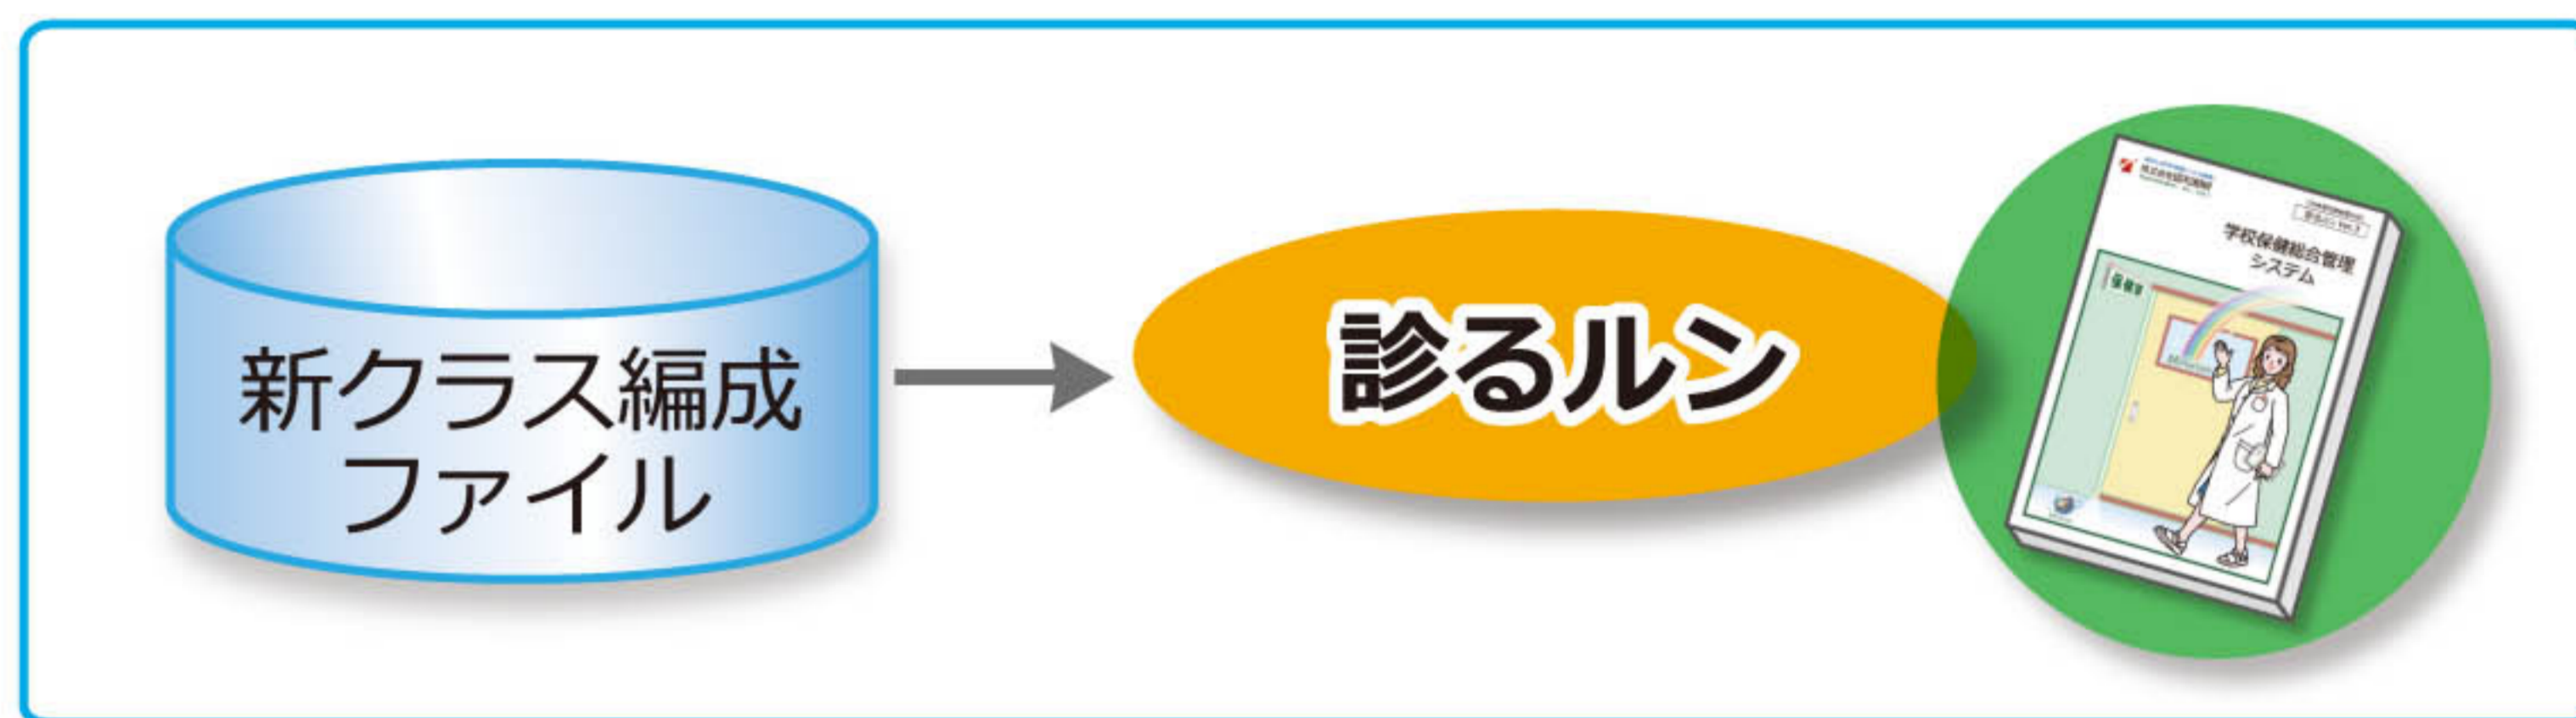 新クラス編成
ファイル
診るルン
学校保健総合管理
システム
保健室